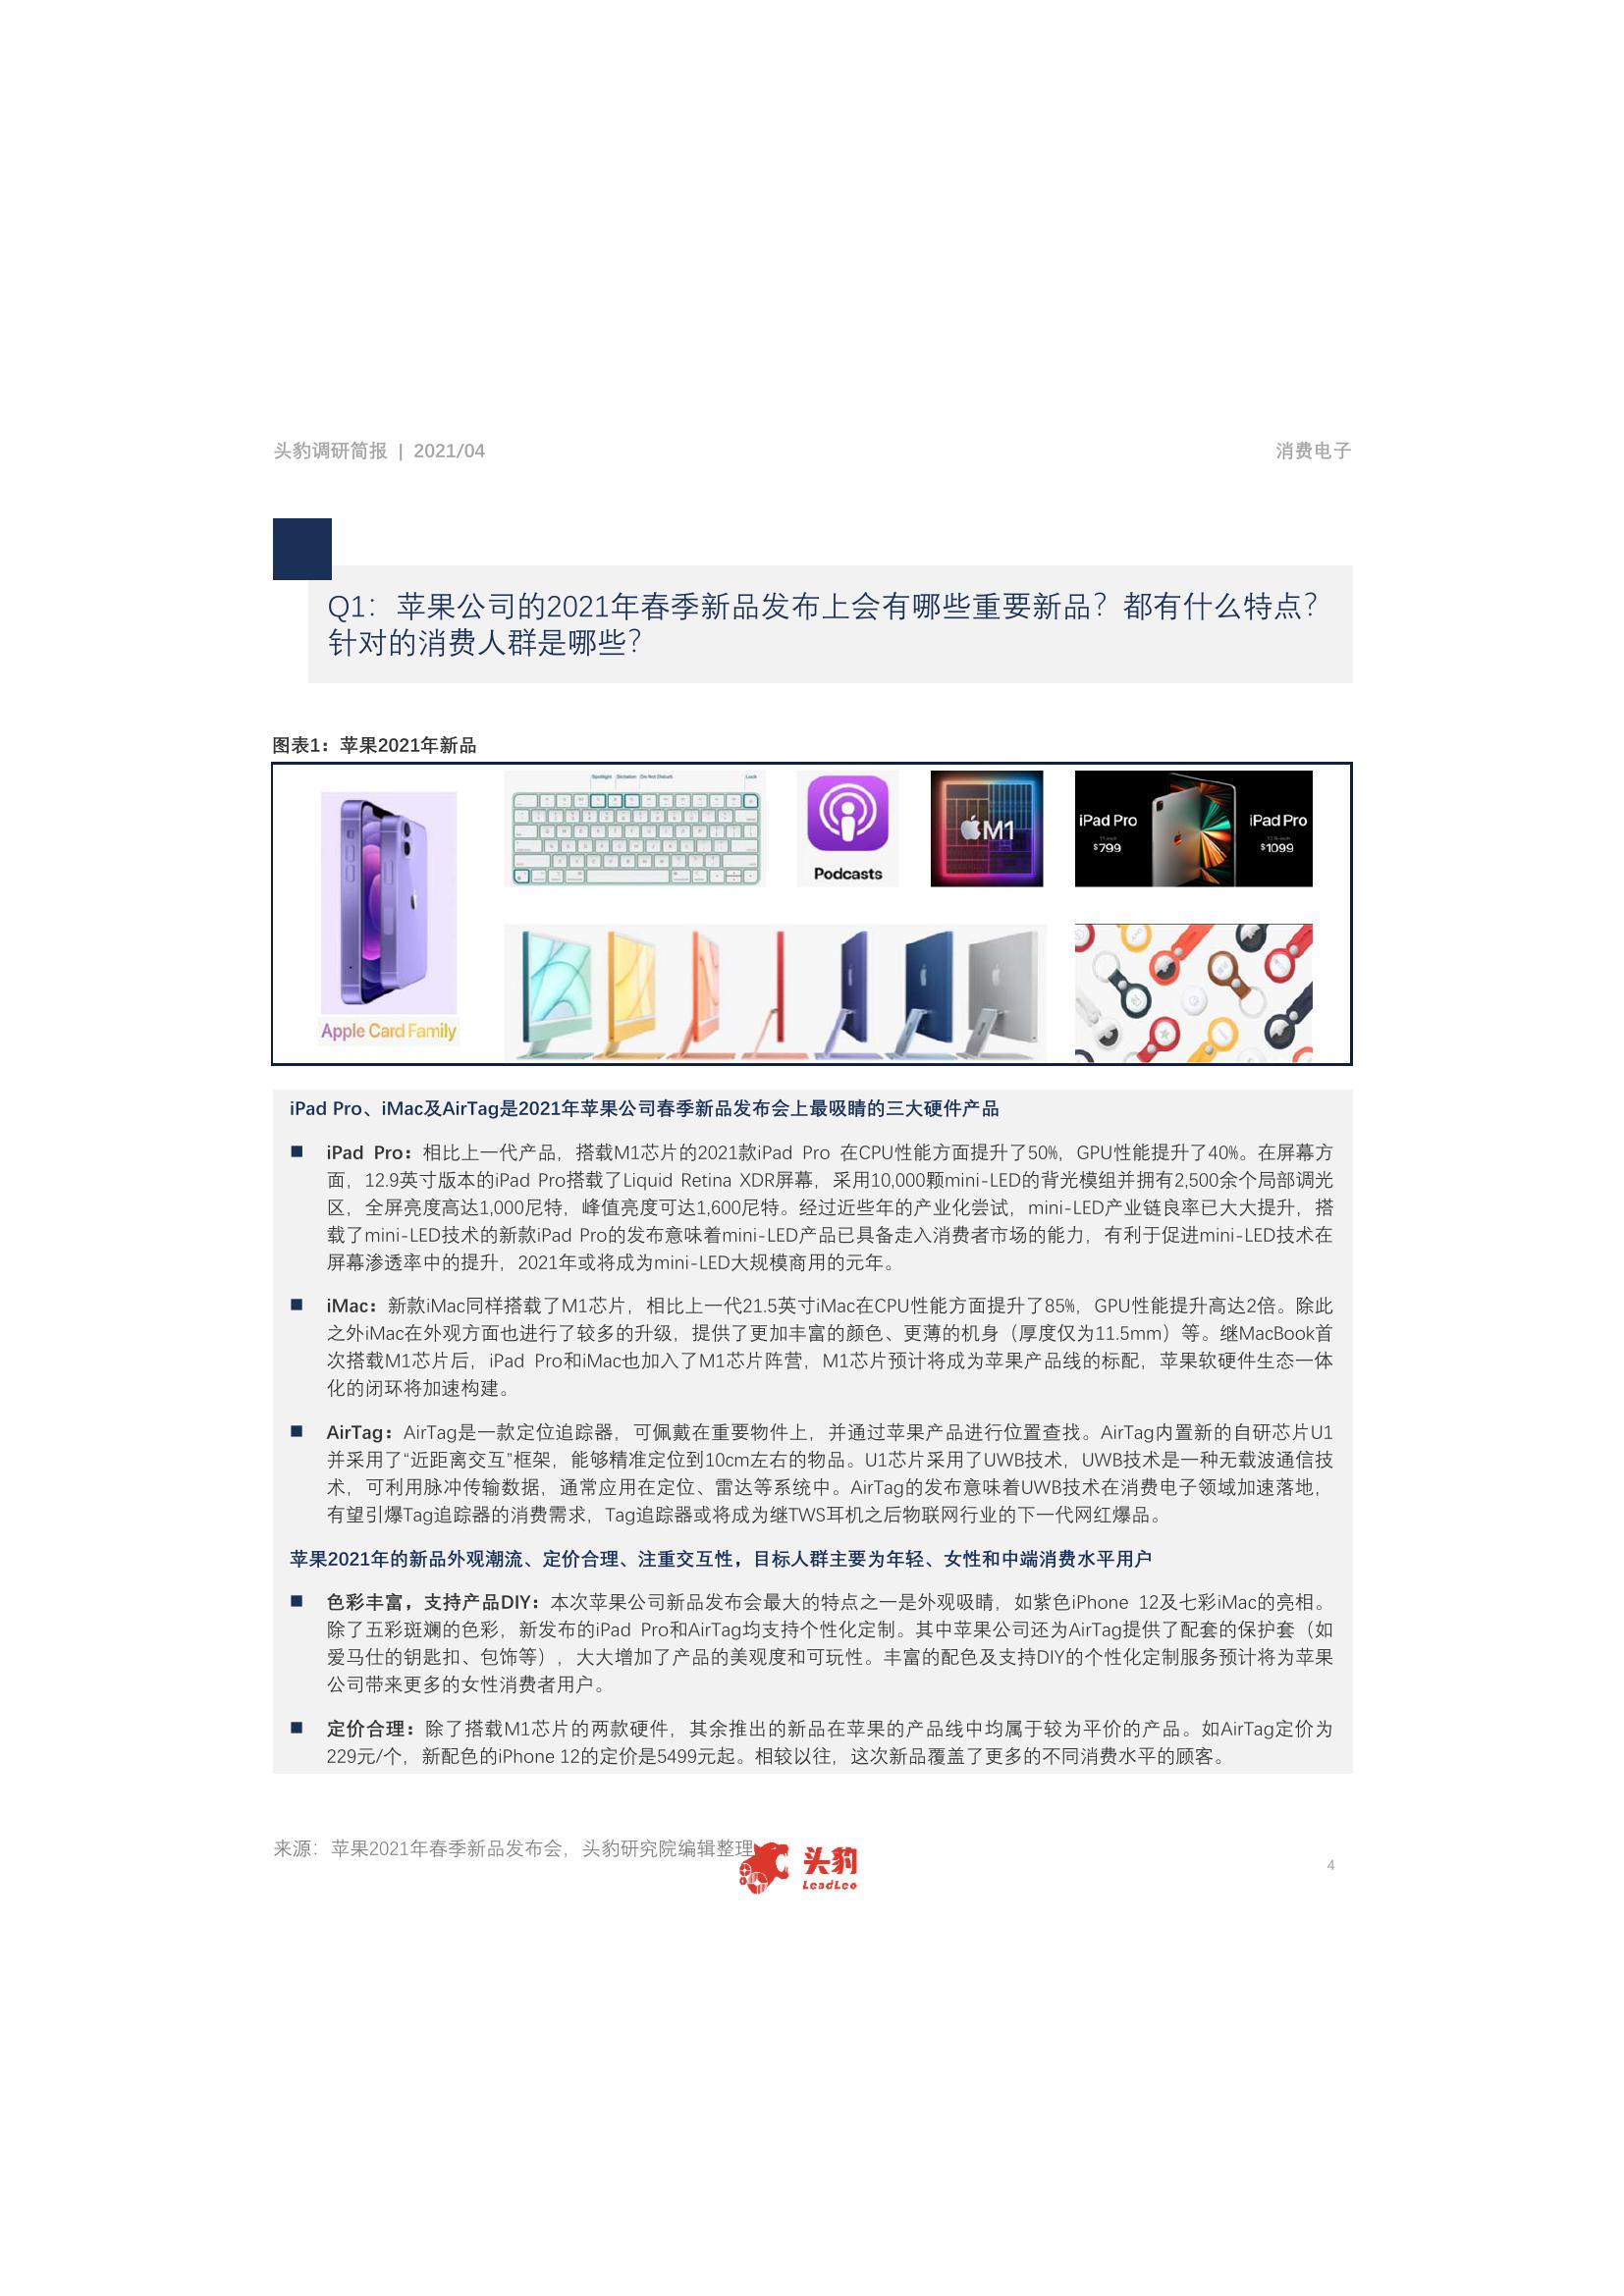 头豹调研简报 | 2021/04
消费电子
Q1：苹果公司的2021年春季新品发布上会有哪些重要新品？都有什么特点？
针对的消费人群是哪些？
图表1：苹果2021年新品
Spotlight Dictation Do Not Disturb Lock
Podcasts
M1
iPad Pro
$799
iPad Pro
$1099
Apple Card Family
iPad Pro、iMac及AirTag是2021年苹果公司春季新品发布会上最吸睛的三大硬件产品
■ iPad Pro：相比上一代产品，搭载M1芯片的2021款iPad Pro 在CPU性能方面提升了50%，GPU性能提升了40%。在屏幕方
面，12.9英寸版本的iPad Pro搭载了Liquid Retina XDR屏幕，采用10,000颗mini-LED的背光模组并拥有2,500余个局部调光
区，全屏亮度高达1,000尼特，峰值亮度可达1,600尼特。经过近些年的产业化尝试，mini-LED产业链良率已大大提升，搭
载了mini-LED技术的新款iPad Pro的发布意味着mini-LED产品已具备走入消费者市场的能力，有利于促进mini-LED技术在
屏幕渗透率中的提升，2021年或将成为mini-LED大规模商用的元年。
■ iMac：新款iMac同样搭载了M1芯片，相比上一代21.5英寸iMac在CPU性能方面提升了85%，GPU性能提升高达2倍。除此
之外iMac在外观方面也进行了较多的升级，提供了更加丰富的颜色、更薄的机身（厚度仅为11.5mm）等。继MacBook首
次搭载M1芯片后，iPad Pro和iMac也加入了M1芯片阵营，M1芯片预计将成为苹果产品线的标配，苹果软硬件生态一体
化的闭环将加速构建。
■ AirTag：AirTag是一款定位追踪器，可佩戴在重要物件上，并通过苹果产品进行位置查找。AirTag内置新的自研芯片U1
并采用了“近距离交互”框架，能够精准定位到10cm左右的物品。U1芯片采用了UWB技术，UWB技术是一种无载波通信技
术，可利用脉冲传输数据，通常应用在定位、雷达等系统中。AirTag的发布意味着UWB技术在消费电子领域加速落地，
有望引爆Tag追踪器的消费需求，Tag追踪器或将成为继TWS耳机之后物联网行业的下一代网红爆品。
苹果2021年的新品外观潮流、定价合理、注重交互性，目标人群主要为年轻、女性和中端消费水平用户
■ 色彩丰富，支持产品DIY：本次苹果公司新品发布会最大的特点之一是外观吸睛，如紫色iPhone 12及七彩iMac的亮相。
除了五彩斑斓的色彩，新发布的iPad Pro和AirTag均支持个性化定制。其中苹果公司还为AirTag提供了配套的保护套（如
爱马仕的钥匙扣、包饰等），大大增加了产品的美观度和可玩性。丰富的配色及支持DIY的个性化定制服务预计将为苹果
公司带来更多的女性消费者用户。
■ 定价合理：除了搭载M1芯片的两款硬件，其余推出的新品在苹果的产品线中均属于较为平价的产品。如AirTag定价为
229元/个，新配色的iPhone 12的定价是5499元起。相较以往，这次新品覆盖了更多的不同消费水平的顾客。
来源：苹果2021年春季新品发布会，头豹研究院编辑整理
头豹
LeadLeo
4